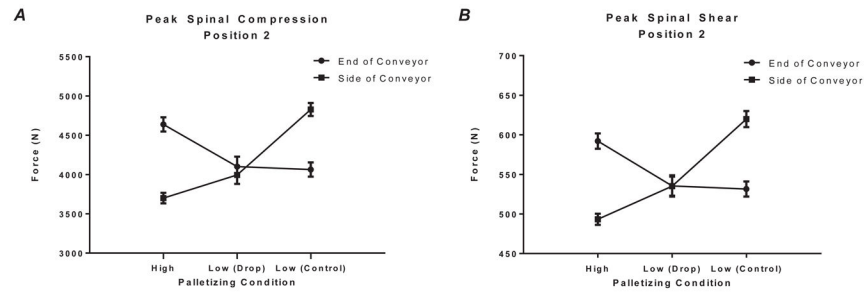 A
Peak Spinal Compression
Position 2
End of Conveyor
Side of Conveyor
5500
5000
4500
4000
3500
3000
Force (N)
High
Low (Drop)
Low (Control)
Palletizing Condition
B
Peak Spinal Shear
Position 2
End of Conveyor
Side of Conveyor
700
650
600
550
500
450
Force (N)
High
Low (Drop)
Low (Control)
Palletizing Condition